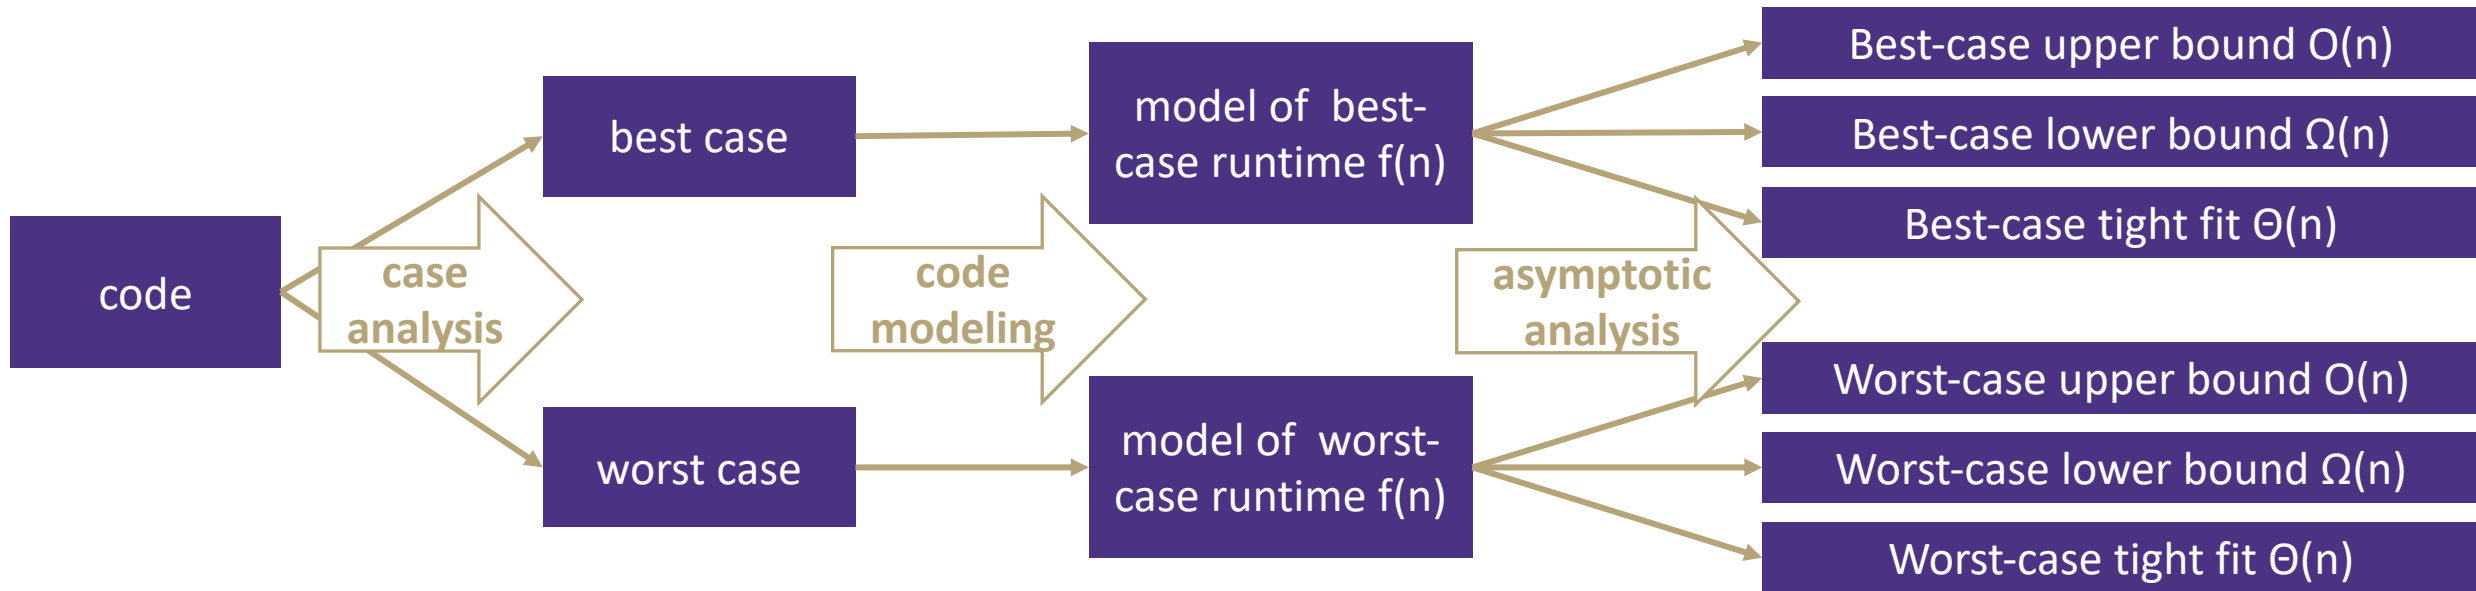 code
case
analysis
best case
worst case
code
modeling
model of  best-
case runtime f(n)
model of  worst-
case runtime f(n)
asymptotic
analysis
Best-case upper bound O(n)
Best-case lower bound Ω(n)
Best-case tight fit Θ(n)
Worst-case upper bound O(n)
Worst-case lower bound Ω(n)
Worst-case tight fit Θ(n)